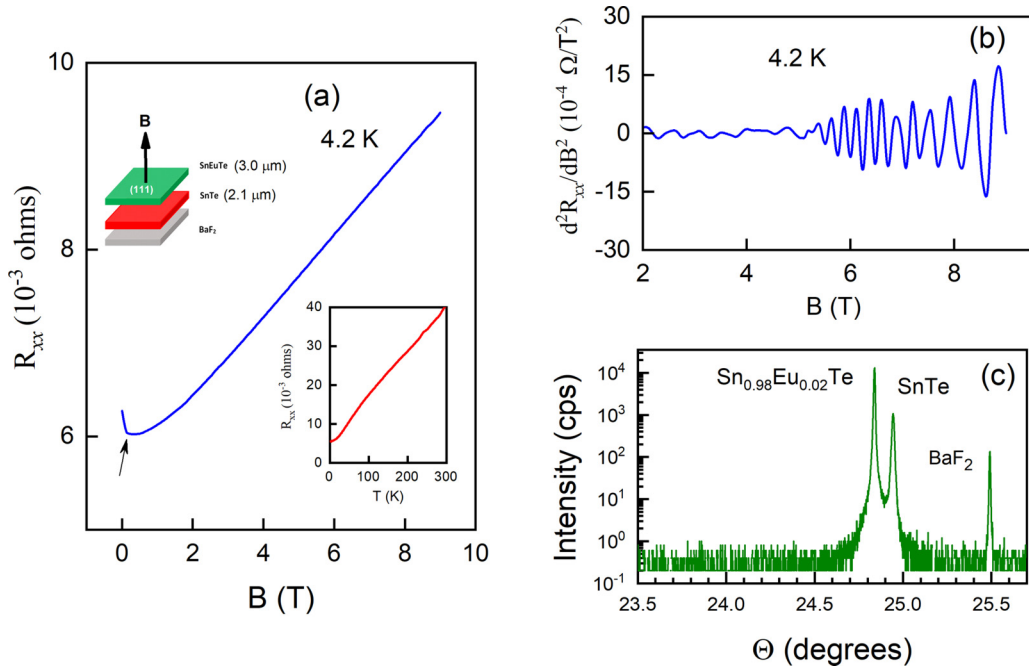 (a)
4.2 K
B
SnEuTe (3.0 μm)
(111)
SnTe (2.1 μm)
BaF₂
R_xx (10⁻³ ohms)
10
8
6
0 2 4 6 8 10
B (T)
R_xx (10⁻³ ohms)
40
30
20
10
0
0 100 200 300
T (K)
(b)
4.2 K
d²R_xx/dB² (10⁻⁴ Ω/T²)
30
15
0
-15
-30
2 4 6 8
B (T)
(c)
Sn₀.₉₈Eu₀.₀₂Te
SnTe
BaF₂
Intensity (cps)
10⁴
10³
10²
10¹
10⁰
10⁻¹
23.5 24.0 24.5 25.0 25.5
Θ (degrees)